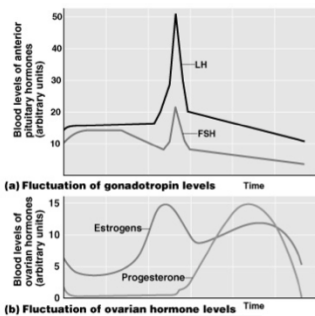 Blood levels of anterior
pituitary hormones
(arbitrary units)
50
40
30
20
10
LH
FSH
(a) Fluctuation of gonadotropin levels
Time
Blood levels of
ovarian hormones
(arbitrary units)
15
10
5
0
Estrogens
Progesterone
(b) Fluctuation of ovarian hormone levels
Time